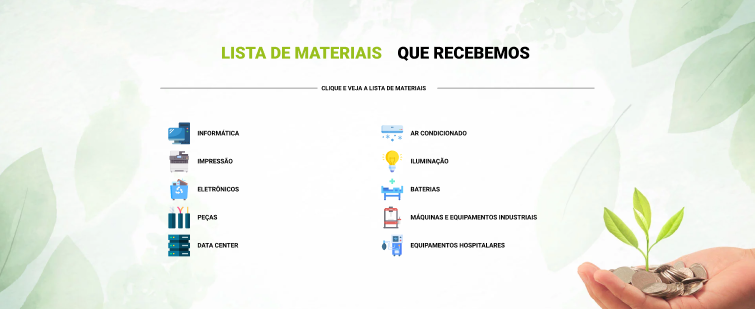 LISTA DE MATERIAIS QUE RECEBEMOS
CLIQUE E VEJA A LISTA DE MATERIAIS
INFORMÁTICA
IMPRESSÃO
ELETRÔNICOS
PEÇAS
DATA CENTER
AR CONDICIONADO
ILUMINAÇÃO
BATERIAS
MÁQUINAS E EQUIPAMENTOS INDUSTRIAIS
EQUIPAMENTOS HOSPITALARES